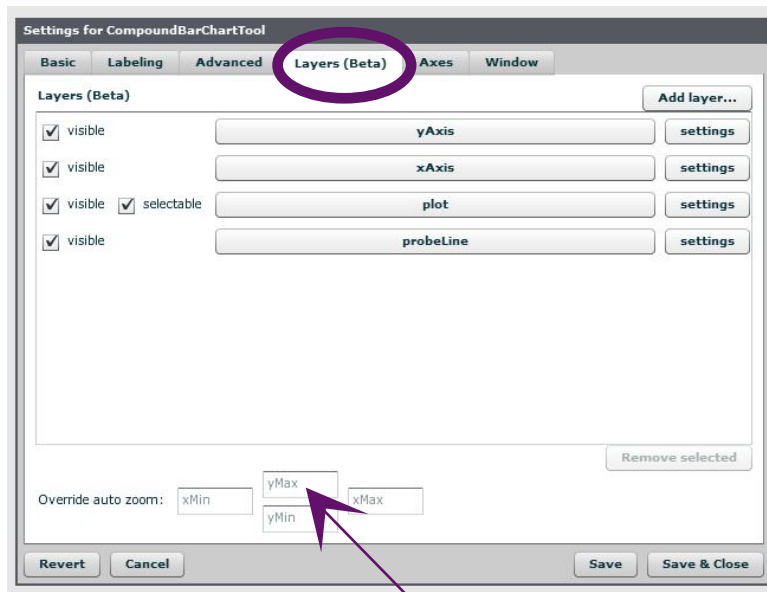 Settings for CompoundBarChartTool
Basic Labeling Advanced Layers (Beta) Axes Window
Layers (Beta) Add layer...
visible yAxis settings
visible xAxis settings
visible selectable plot settings
visible probeLine settings
Remove selected
yMax
Override auto zoom: xMin xMax
yMin
Revert Cancel Save Save & Close